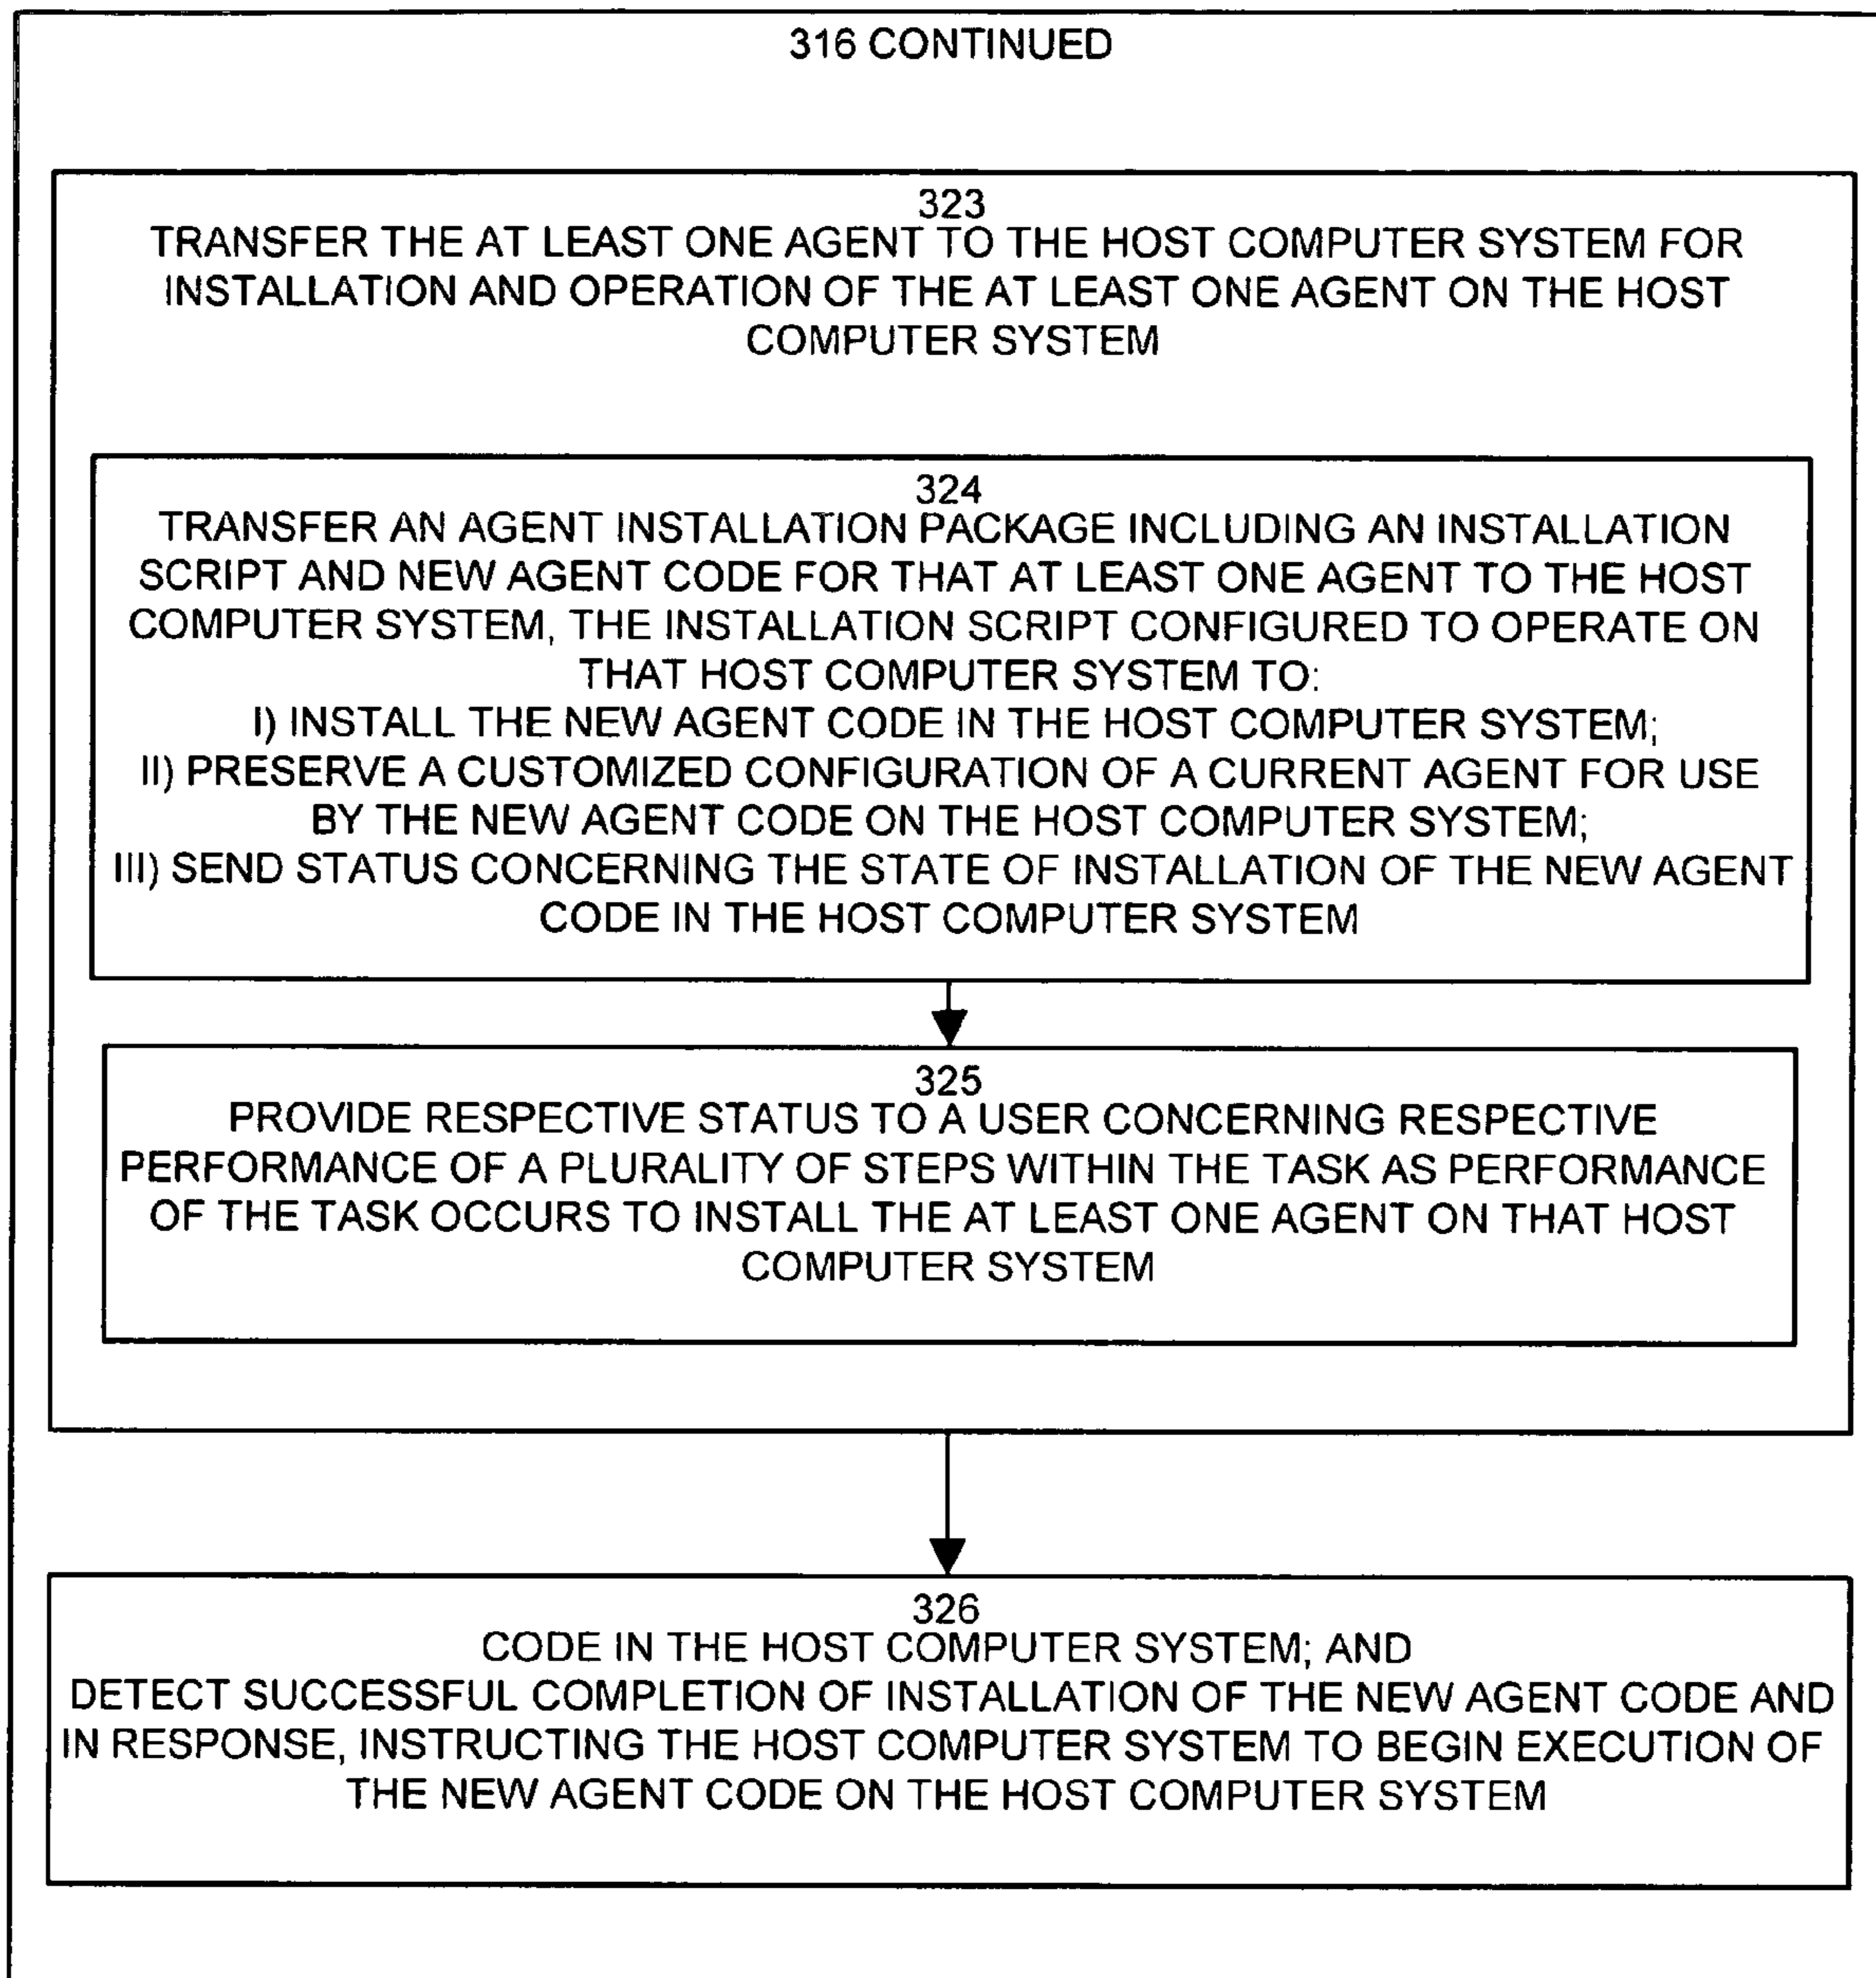 316 CONTINUED
323
TRANSFER THE AT LEAST ONE AGENT TO THE HOST COMPUTER SYSTEM FOR
INSTALLATION AND OPERATION OF THE AT LEAST ONE AGENT ON THE HOST
COMPUTER SYSTEM
324
TRANSFER AN AGENT INSTALLATION PACKAGE INCLUDING AN INSTALLATION
SCRIPT AND NEW AGENT CODE FOR THAT AT LEAST ONE AGENT TO THE HOST
COMPUTER SYSTEM, THE INSTALLATION SCRIPT CONFIGURED TO OPERATE ON
THAT HOST COMPUTER SYSTEM TO:
I) INSTALL THE NEW AGENT CODE IN THE HOST COMPUTER SYSTEM;
II) PRESERVE A CUSTOMIZED CONFIGURATION OF A CURRENT AGENT FOR USE
BY THE NEW AGENT CODE ON THE HOST COMPUTER SYSTEM;
III) SEND STATUS CONCERNING THE STATE OF INSTALLATION OF THE NEW AGENT
CODE IN THE HOST COMPUTER SYSTEM
325
PROVIDE RESPECTIVE STATUS TO A USER CONCERNING RESPECTIVE
PERFORMANCE OF A PLURALITY OF STEPS WITHIN THE TASK AS PERFORMANCE
OF THE TASK OCCURS TO INSTALL THE AT LEAST ONE AGENT ON THAT HOST
COMPUTER SYSTEM
326
CODE IN THE HOST COMPUTER SYSTEM; AND
DETECT SUCCESSFUL COMPLETION OF INSTALLATION OF THE NEW AGENT CODE AND
IN RESPONSE, INSTRUCTING THE HOST COMPUTER SYSTEM TO BEGIN EXECUTION OF
THE NEW AGENT CODE ON THE HOST COMPUTER SYSTEM